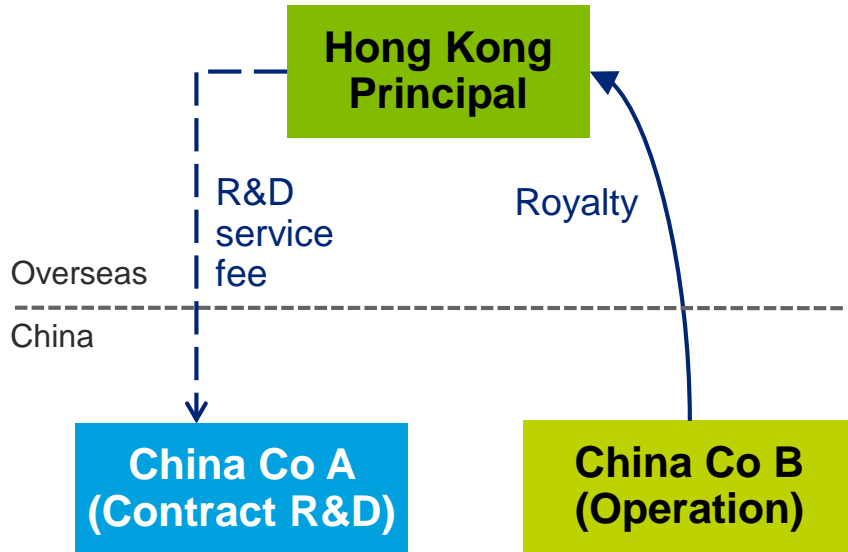 Hong Kong
Principal
R&D
service
fee
Royalty
Overseas
China
China Co A
(Contract R&D)
China Co B
(Operation)